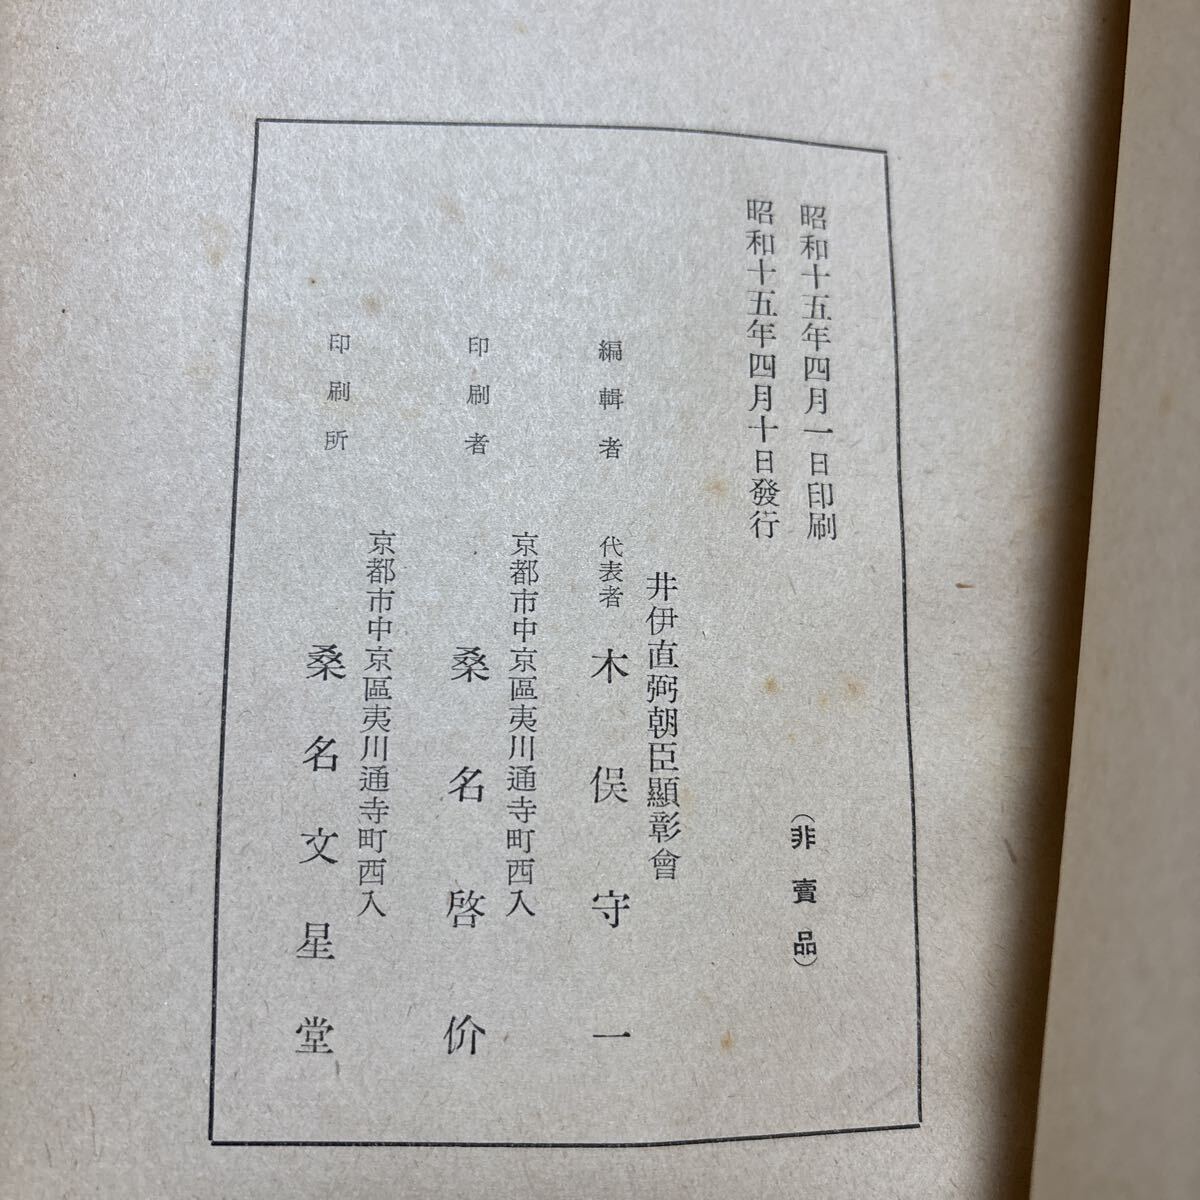 昭和十五年四月一日印刷
昭和十五年四月十日發行
(非賣品)
井伊直弼朝臣顯彰會
編輯者 代表者 木俣守一
京都市中京區夷川通寺町西入
印刷者 桑名啓价
京都市中京區夷川通寺町西入
印刷所 桑名文星堂